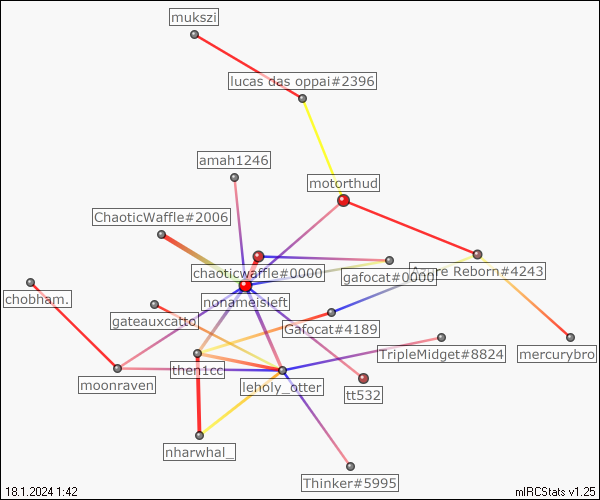 mukszi
lucas das oppai#2396
amah1246
motorthud
ChaoticWaffle#2006
chaoticwaffle#0000
gafocat#0000
Reborn#4243
chobham.
nonameisleft
gateauxcatto
Gafocat#4189
TripleMidget#8824
mercurybro
then1cc
moonraven
leholy_otter
tt532
nharwhal_
Thinker#5995
18.1.2024 1:42
mIRCStats v1.25